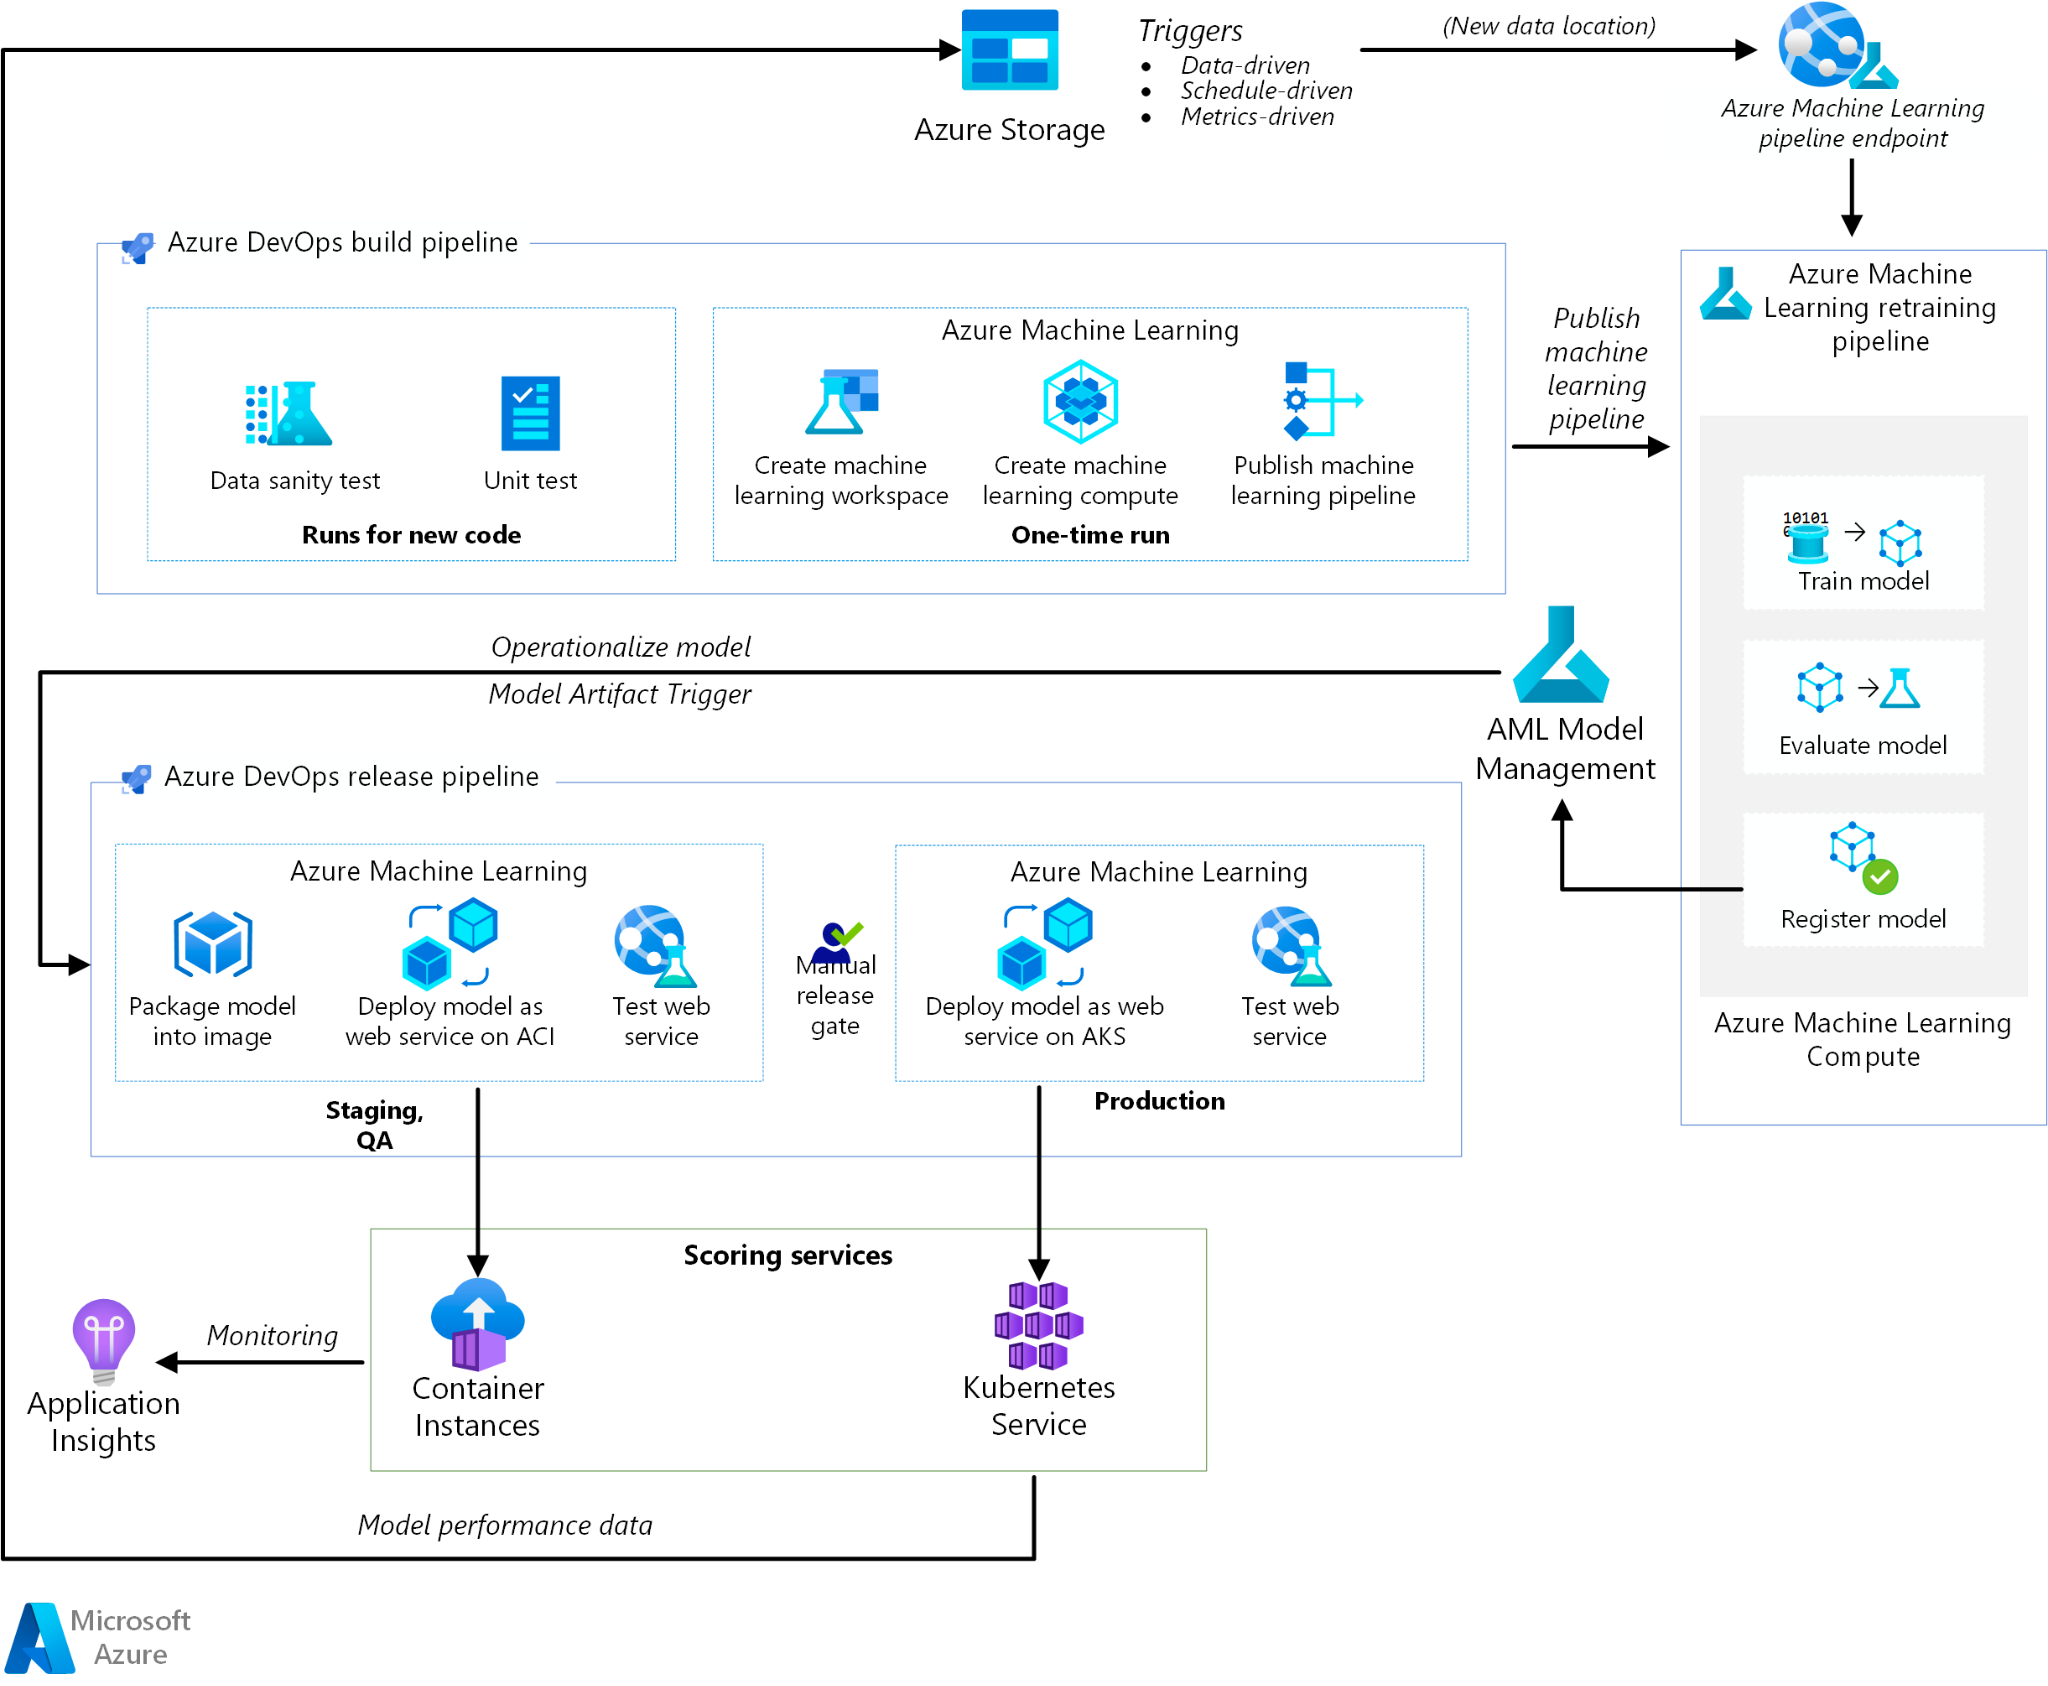 Azure Storage
Triggers
• Data-driven
• Schedule-driven
• Metrics-driven
(New data location)
Azure Machine Learning
pipeline endpoint
Azure DevOps build pipeline
Data sanity test
Unit test
Runs for new code
Azure Machine Learning
Create machine
learning workspace
Create machine
learning compute
Publish machine
learning pipeline
One-time run
Publish
machine
learning
pipeline
Azure Machine
Learning retraining
pipeline
10101
Train model
Evaluate model
Register model
Azure Machine Learning
Compute
AML Model
Management
Operationalize model
Model Artifact Trigger
Azure DevOps release pipeline
Azure Machine Learning
Package model
into image
Deploy model as
web service on ACI
Test web
service
Staging,
QA
Manual
release
gate
Azure Machine Learning
Deploy model as web
service on AKS
Test web
service
Production
Scoring services
Container
Instances
Kubernetes
Service
Monitoring
Application
Insights
Model performance data
Microsoft
Azure